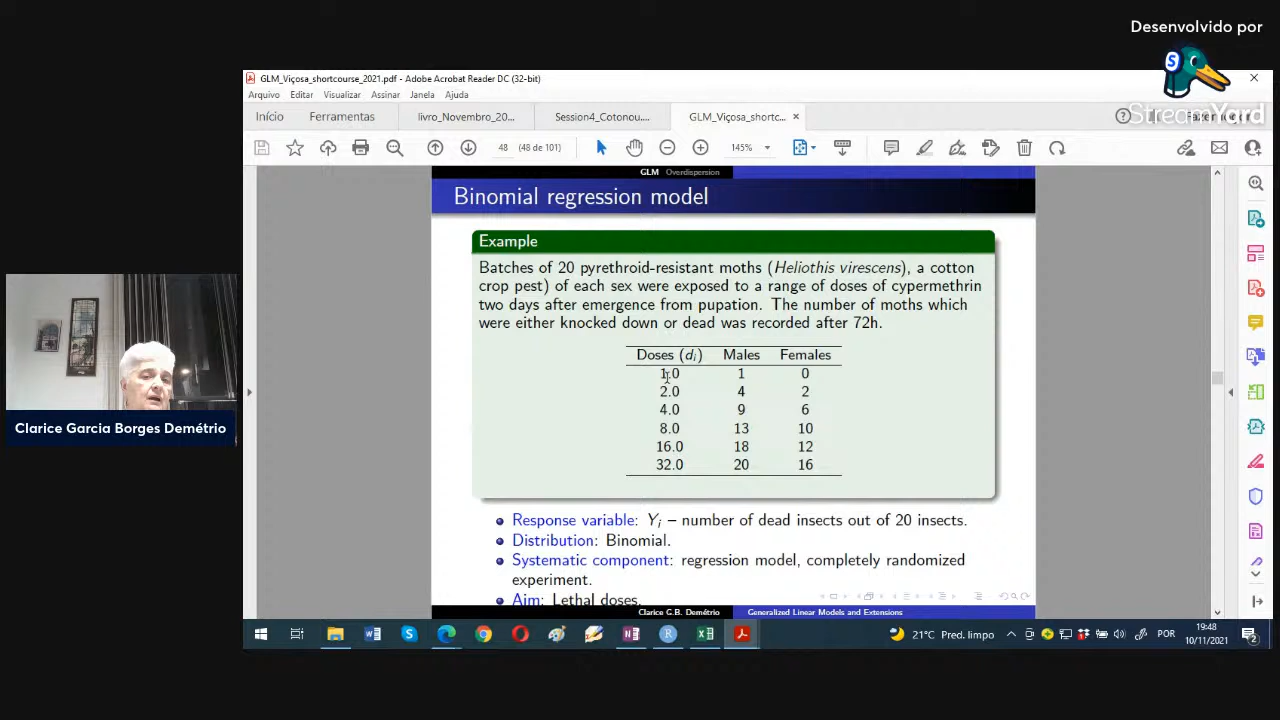 Desenvolvido por
S
StreamYard
GLM_Viçosa_shortcourse_2021.pdf - Adobe Acrobat Reader DC (32-bit)
Arquivo Editar Visualizar Assinar Janela Ajuda
Início Ferramentas livro_Novembro_20... Session4_Cotonou.... GLM_Viçosa_shortc...
48 (48 de 101) 145%
GLM Overdispersion
Binomial regression model
Example
Batches of 20 pyrethroid-resistant moths (Heliothis virescens), a cotton
crop pest) of each sex were exposed to a range of doses of cypermethrin
two days after emergence from pupation. The number of moths which
were either knocked down or dead was recorded after 72h.
Doses (di) Males Females
1.0 1 0
2.0 4 2
4.0 9 6
8.0 13 10
16.0 18 12
32.0 20 16
Response variable: Yi – number of dead insects out of 20 insects.
Distribution: Binomial.
Systematic component: regression model, completely randomized
experiment.
Aim: Lethal doses.
Clarice G.B. Demétrio Generalized Linear Models and Extensions
Clarice Garcia Borges Demétrio
21°C Pred. limpo POR 19:48
10/11/2021 2